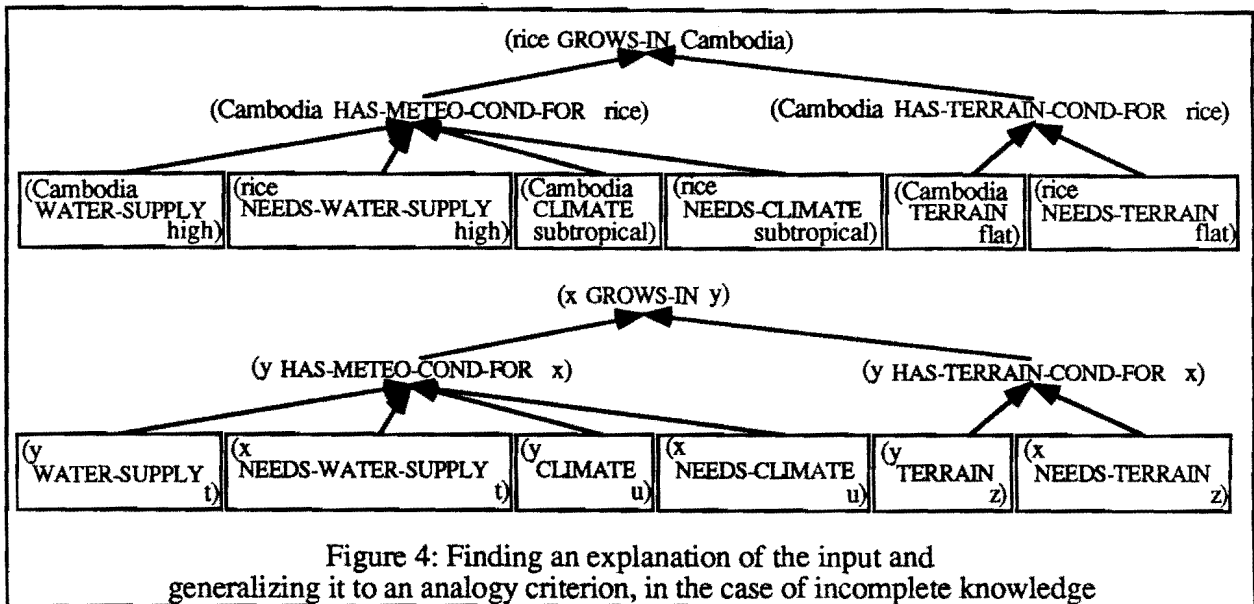 (rice GROWS-IN Cambodia)
(Cambodia HAS-METEO-COND-FOR rice)
(Cambodia HAS-TERRAIN-COND-FOR rice)
(Cambodia
WATER-SUPPLY
high)
(rice
NEEDS-WATER-SUPPLY
high)
(Cambodia
CLIMATE
subtropical)
(rice
NEEDS-CLIMATE
subtropical)
(Cambodia
TERRAIN
flat)
(rice
NEEDS-TERRAIN
flat)
(x GROWS-IN y)
(y HAS-METEO-COND-FOR x)
(y HAS-TERRAIN-COND-FOR x)
(y
WATER-SUPPLY
t)
(x
NEEDS-WATER-SUPPLY
t)
(y
CLIMATE
u)
(x
NEEDS-CLIMATE
u)
(y
TERRAIN
z)
(x
NEEDS-TERRAIN
z)
Figure 4: Finding an explanation of the input and
generalizing it to an analogy criterion, in the case of incomplete knowledge